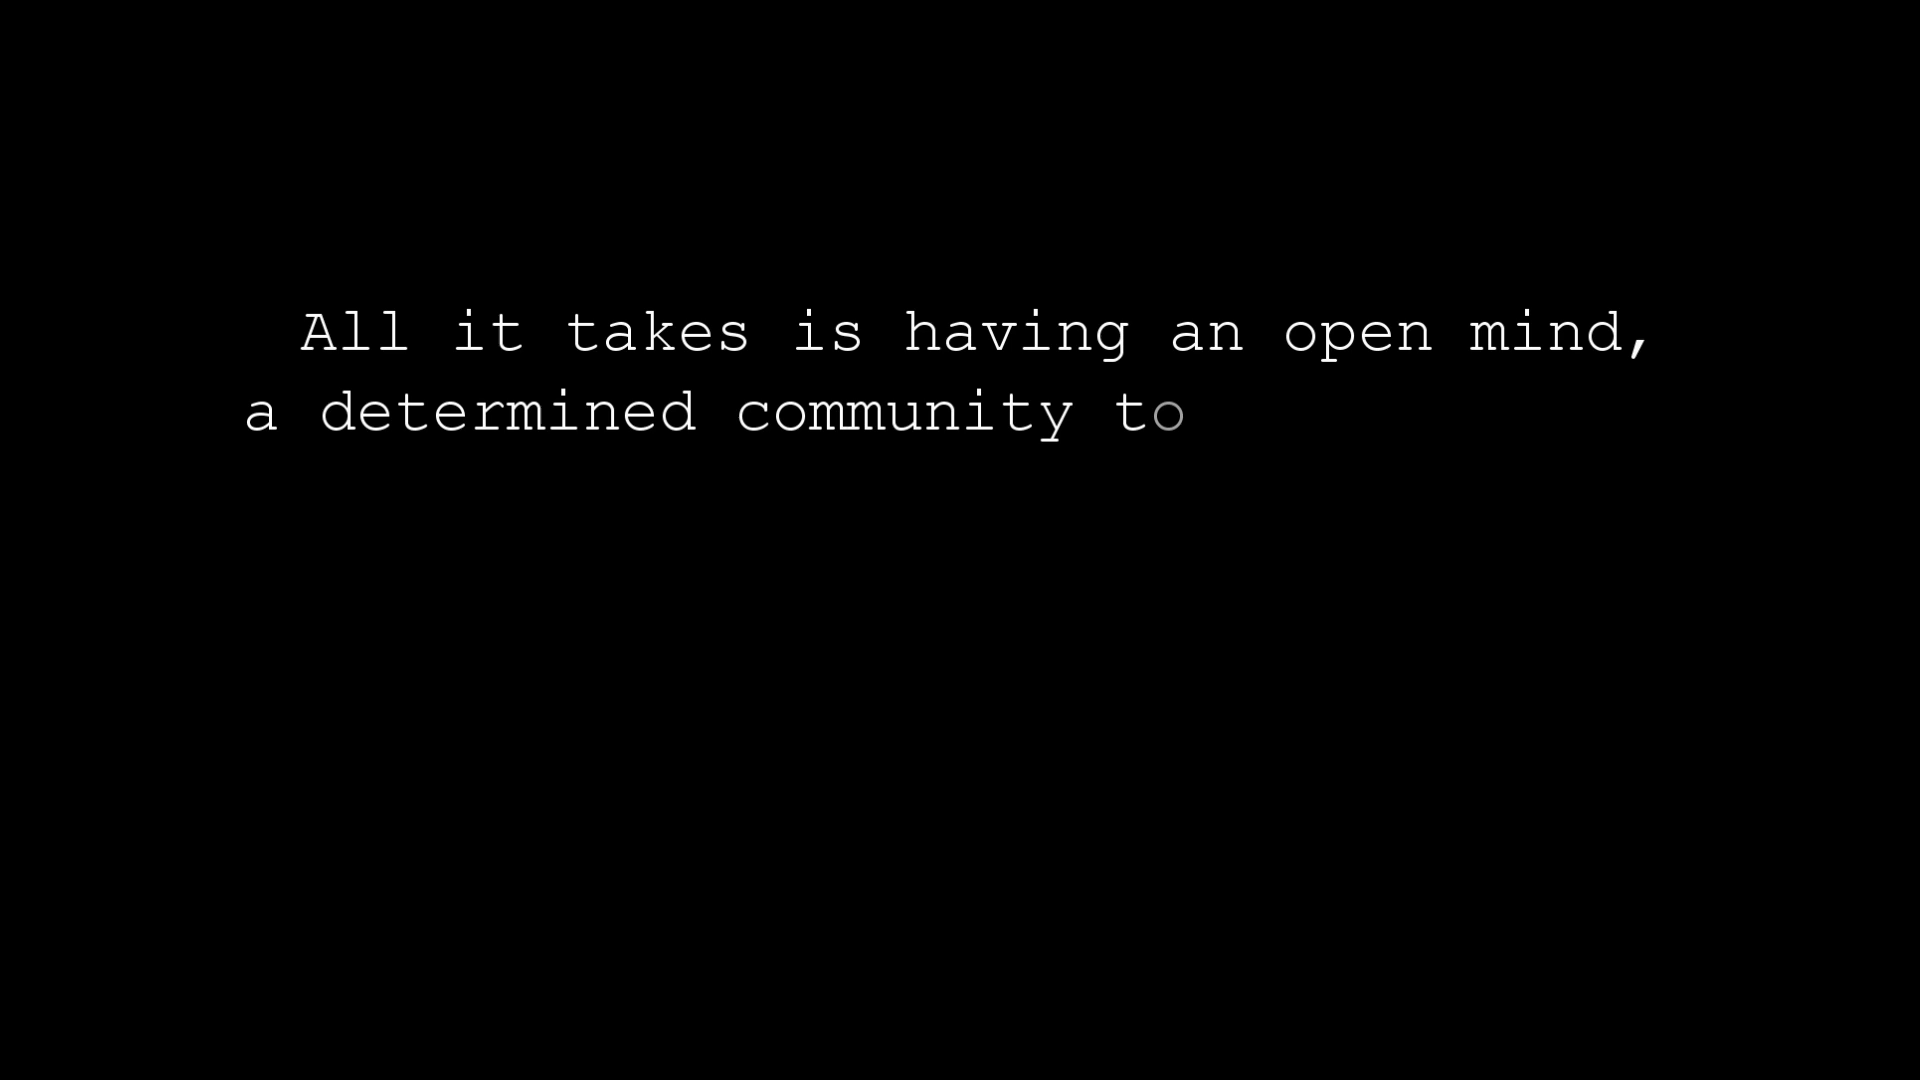 All it takes is having an open mind,
a determined community to